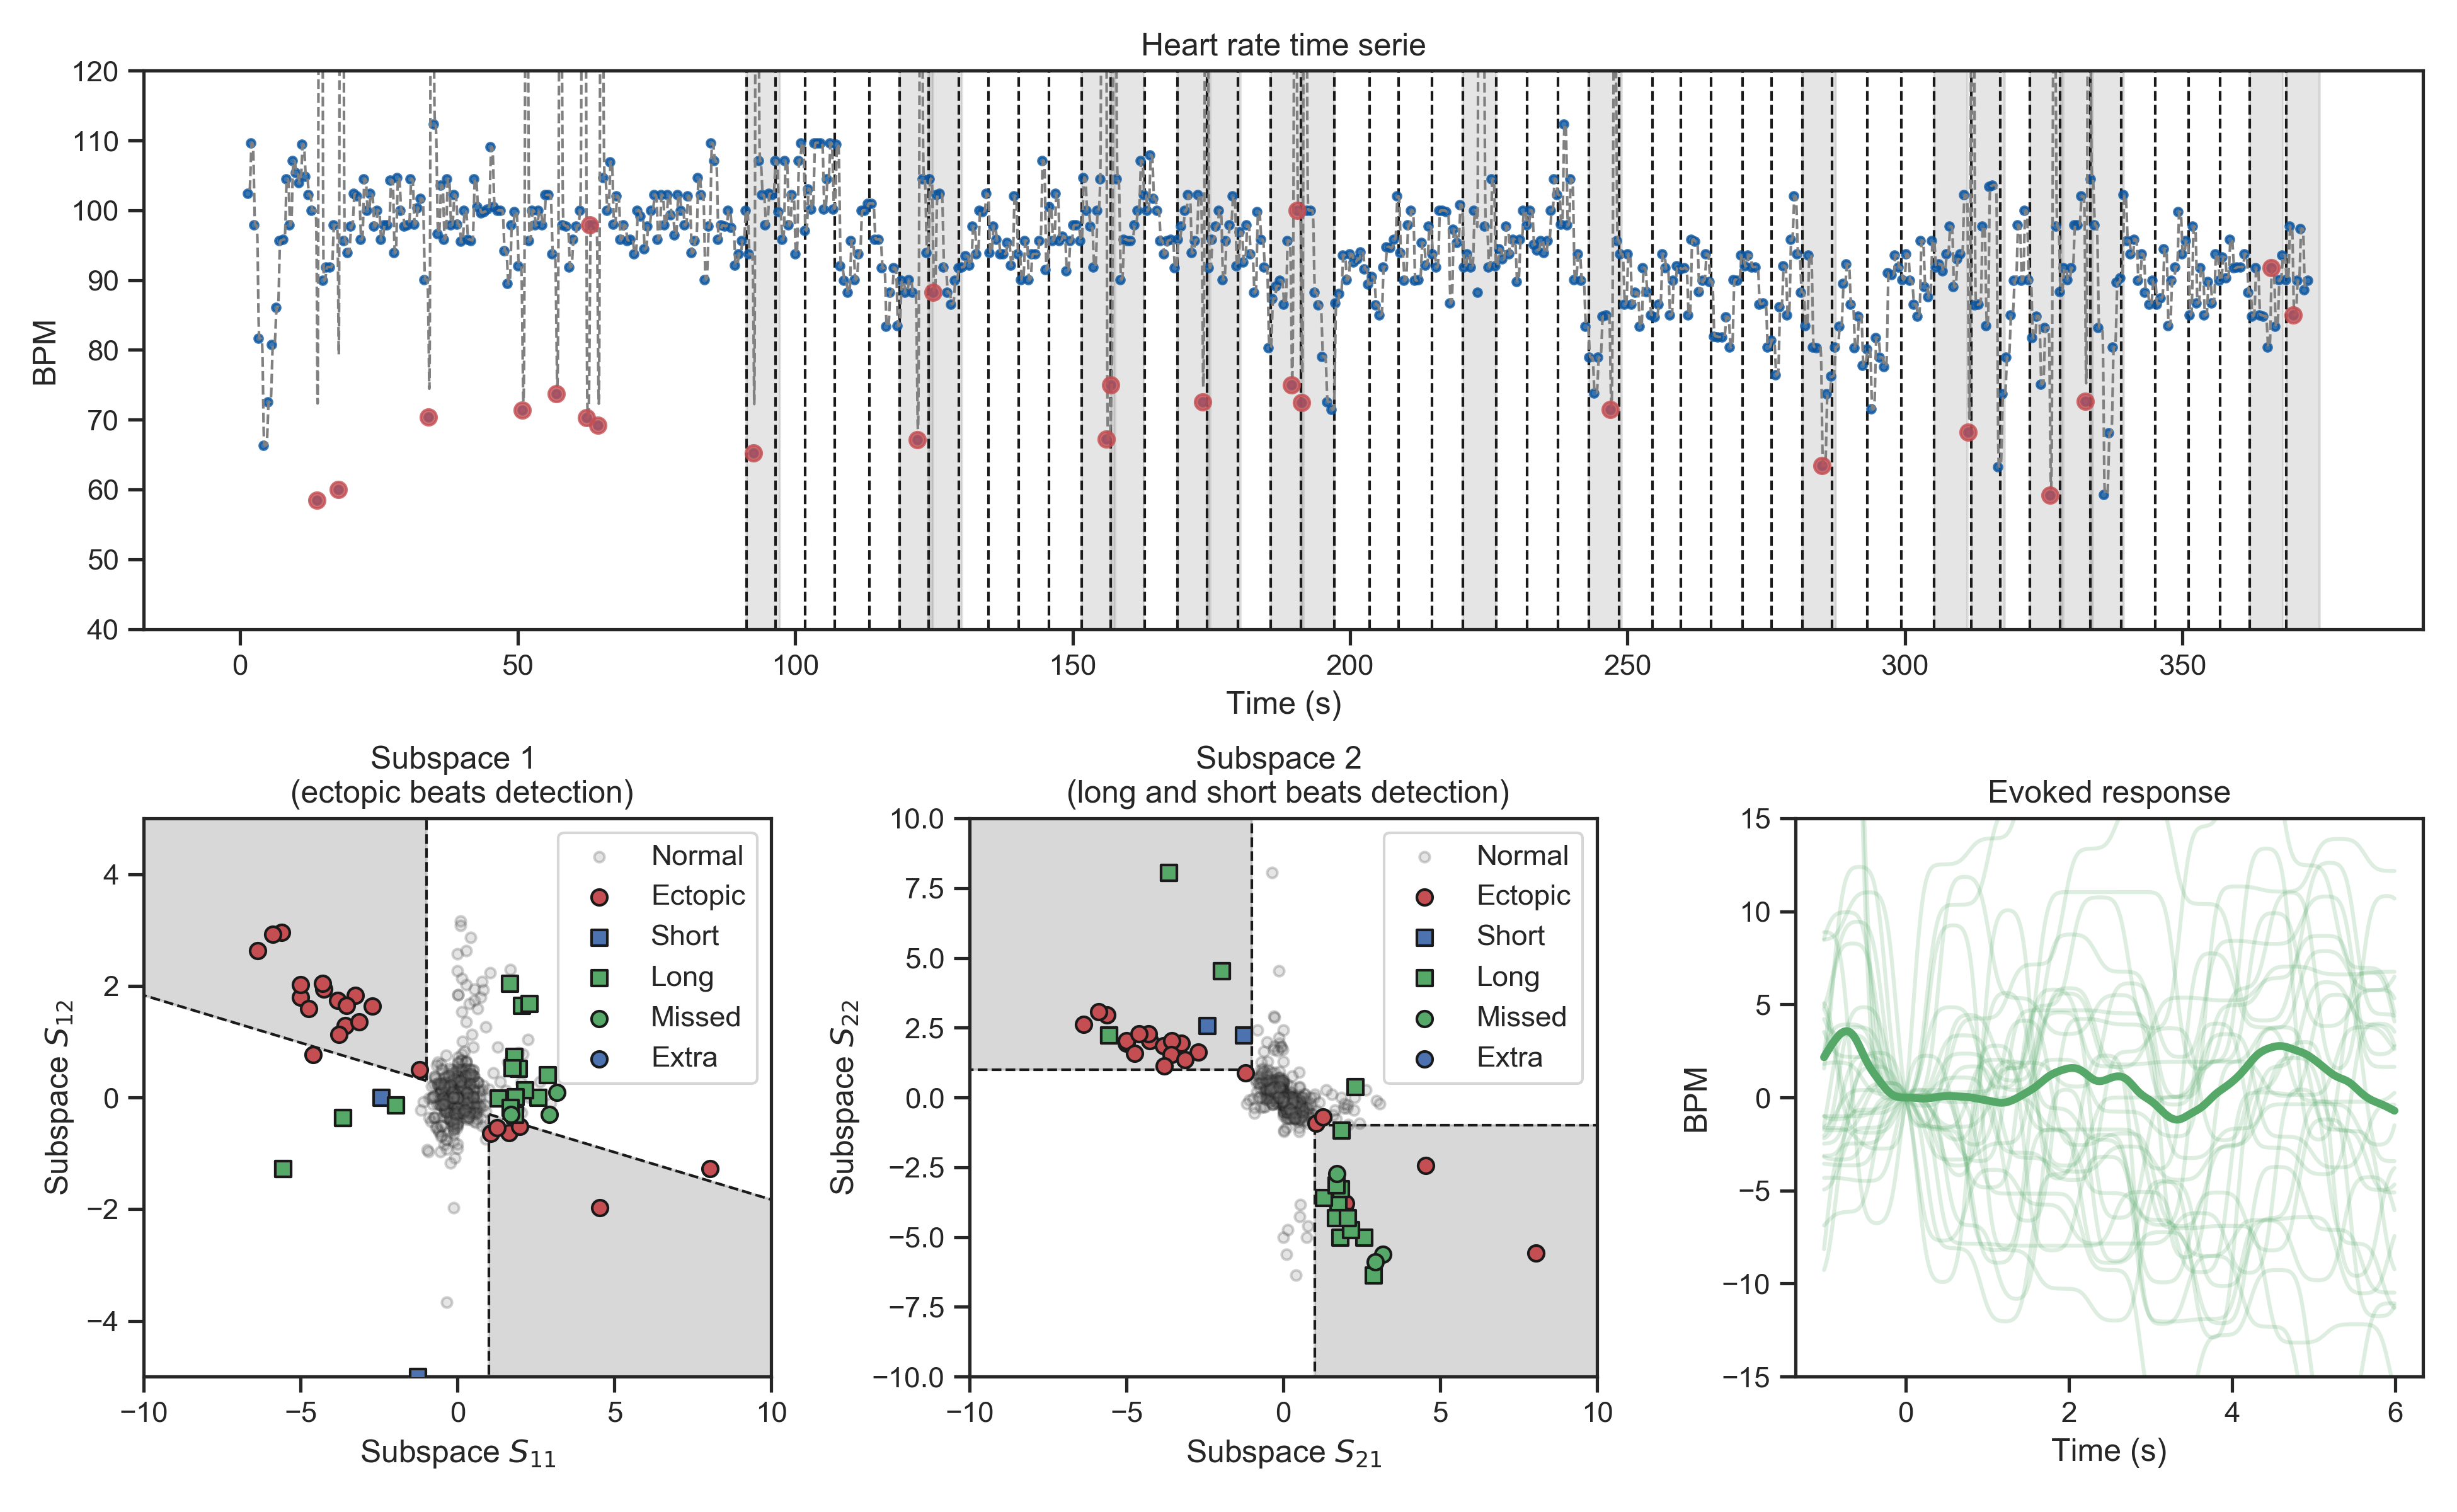 Heart rate time serie
120
110
100
90
80
70
60
50
40
BPM
0 50 100 150 200 250 300 350
Time (s)
Subspace 1
(ectopic beats detection)
4
2
0
−2
−4
Subspace S12
Normal
Ectopic
Short
Long
Missed
Extra
−10 −5 0 5 10
Subspace S11
Subspace 2
(long and short beats detection)
10.0
7.5
5.0
2.5
0.0
−2.5
−5.0
−7.5
−10.0
Subspace S22
Normal
Ectopic
Short
Long
Missed
Extra
−10 −5 0 5 10
Subspace S21
Evoked response
15
10
5
0
−5
−10
−15
BPM
0 2 4 6
Time (s)